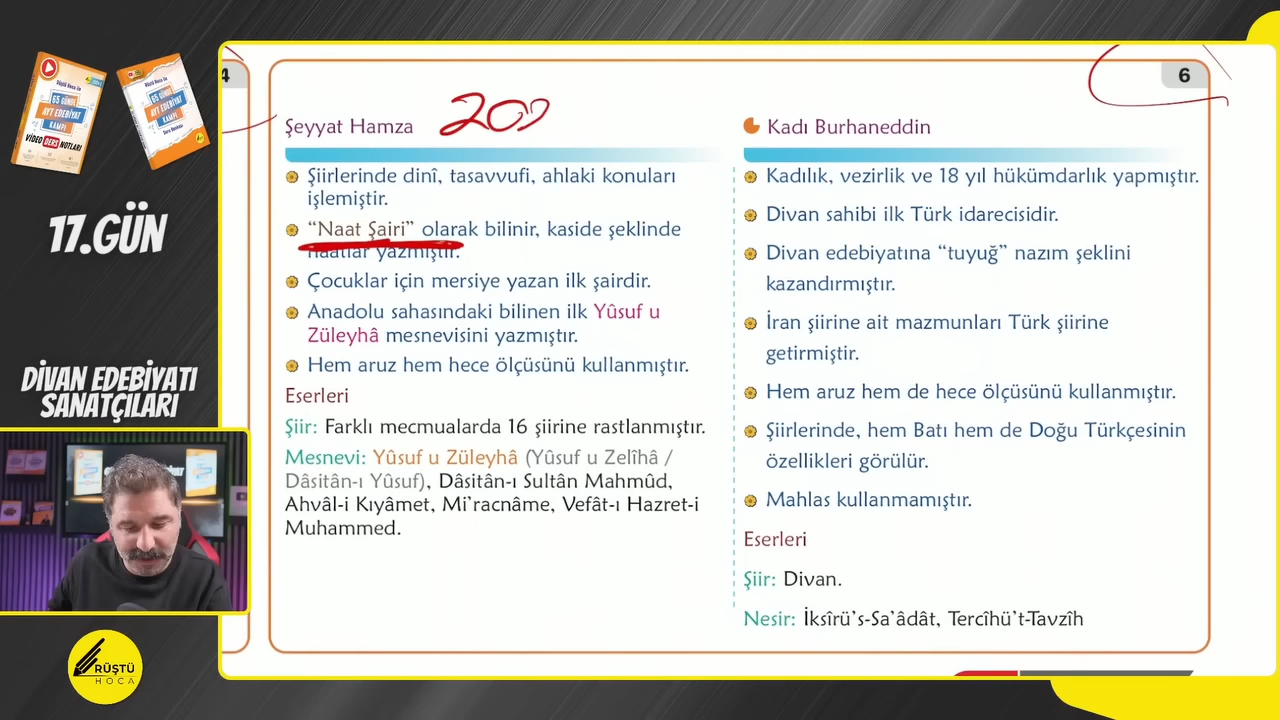 17.GÜN
DİVAN EDEBİYATI
SANATÇILARI
RÜŞTÜ
HOCA
4
Şeyyat Hamza
200
Şiirlerinde dinî, tasavvufi, ahlaki konuları
işlemiştir.
“Naat Şairi” olarak bilinir, kaside şeklinde
naatlar yazmıştır.
Çocuklar için mersiye yazan ilk şairdir.
Anadolu sahasındaki bilinen ilk Yûsuf u
Züleyhâ mesnevisini yazmıştır.
Hem aruz hem hece ölçüsünü kullanmıştır.
Eserleri
Şiir: Farklı mecmualarda 16 şiirine rastlanmıştır.
Mesnevi: Yûsuf u Züleyhâ (Yûsuf u Zelîhâ /
Dâsitân-ı Yûsuf), Dâsitân-ı Sultân Mahmûd,
Ahvâl-i Kıyâmet, Mi’racnâme, Vefât-ı Hazret-i
Muhammed.
6
Kadı Burhaneddin
Kadılık, vezirlik ve 18 yıl hükümdarlık yapmıştır.
Divan sahibi ilk Türk idarecisidir.
Divan edebiyatına “tuyuğ” nazım şeklini
kazandırmıştır.
İran şiirine ait mazmunları Türk şiirine
getirmiştir.
Hem aruz hem de hece ölçüsünü kullanmıştır.
Şiirlerinde, hem Batı hem de Doğu Türkçesinin
özellikleri görülür.
Mahlas kullanmamıştır.
Eserleri
Şiir: Divan.
Nesir: İksîrü’s-Sa’âdât, Tercîhü’t-Tavzîh